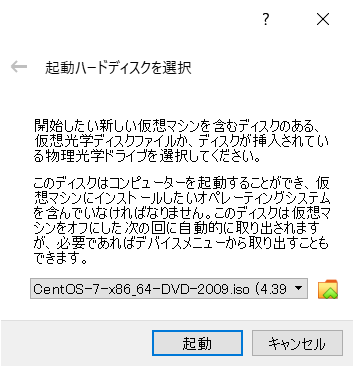 ?
起動ハードディスクを選択
開始したい新しい仮想マシンを含むディスクのある、
仮想光学ディスクファイルか、ディスクが挿入されてい
る物理光学ドライブを選択してください。
このディスクはコンピューターを起動することができ、仮
想マシンにインストールしたいオペレーティングシステム
を含んでいなければなりません。このディスクは仮想マ
シンをオフにした次の回に自動的に取り出されます
が、必要であればデバイスメニューから取り出すことも
できます。
CentOS-7-x86_64-DVD-2009.iso (4.39
起動 キャンセル